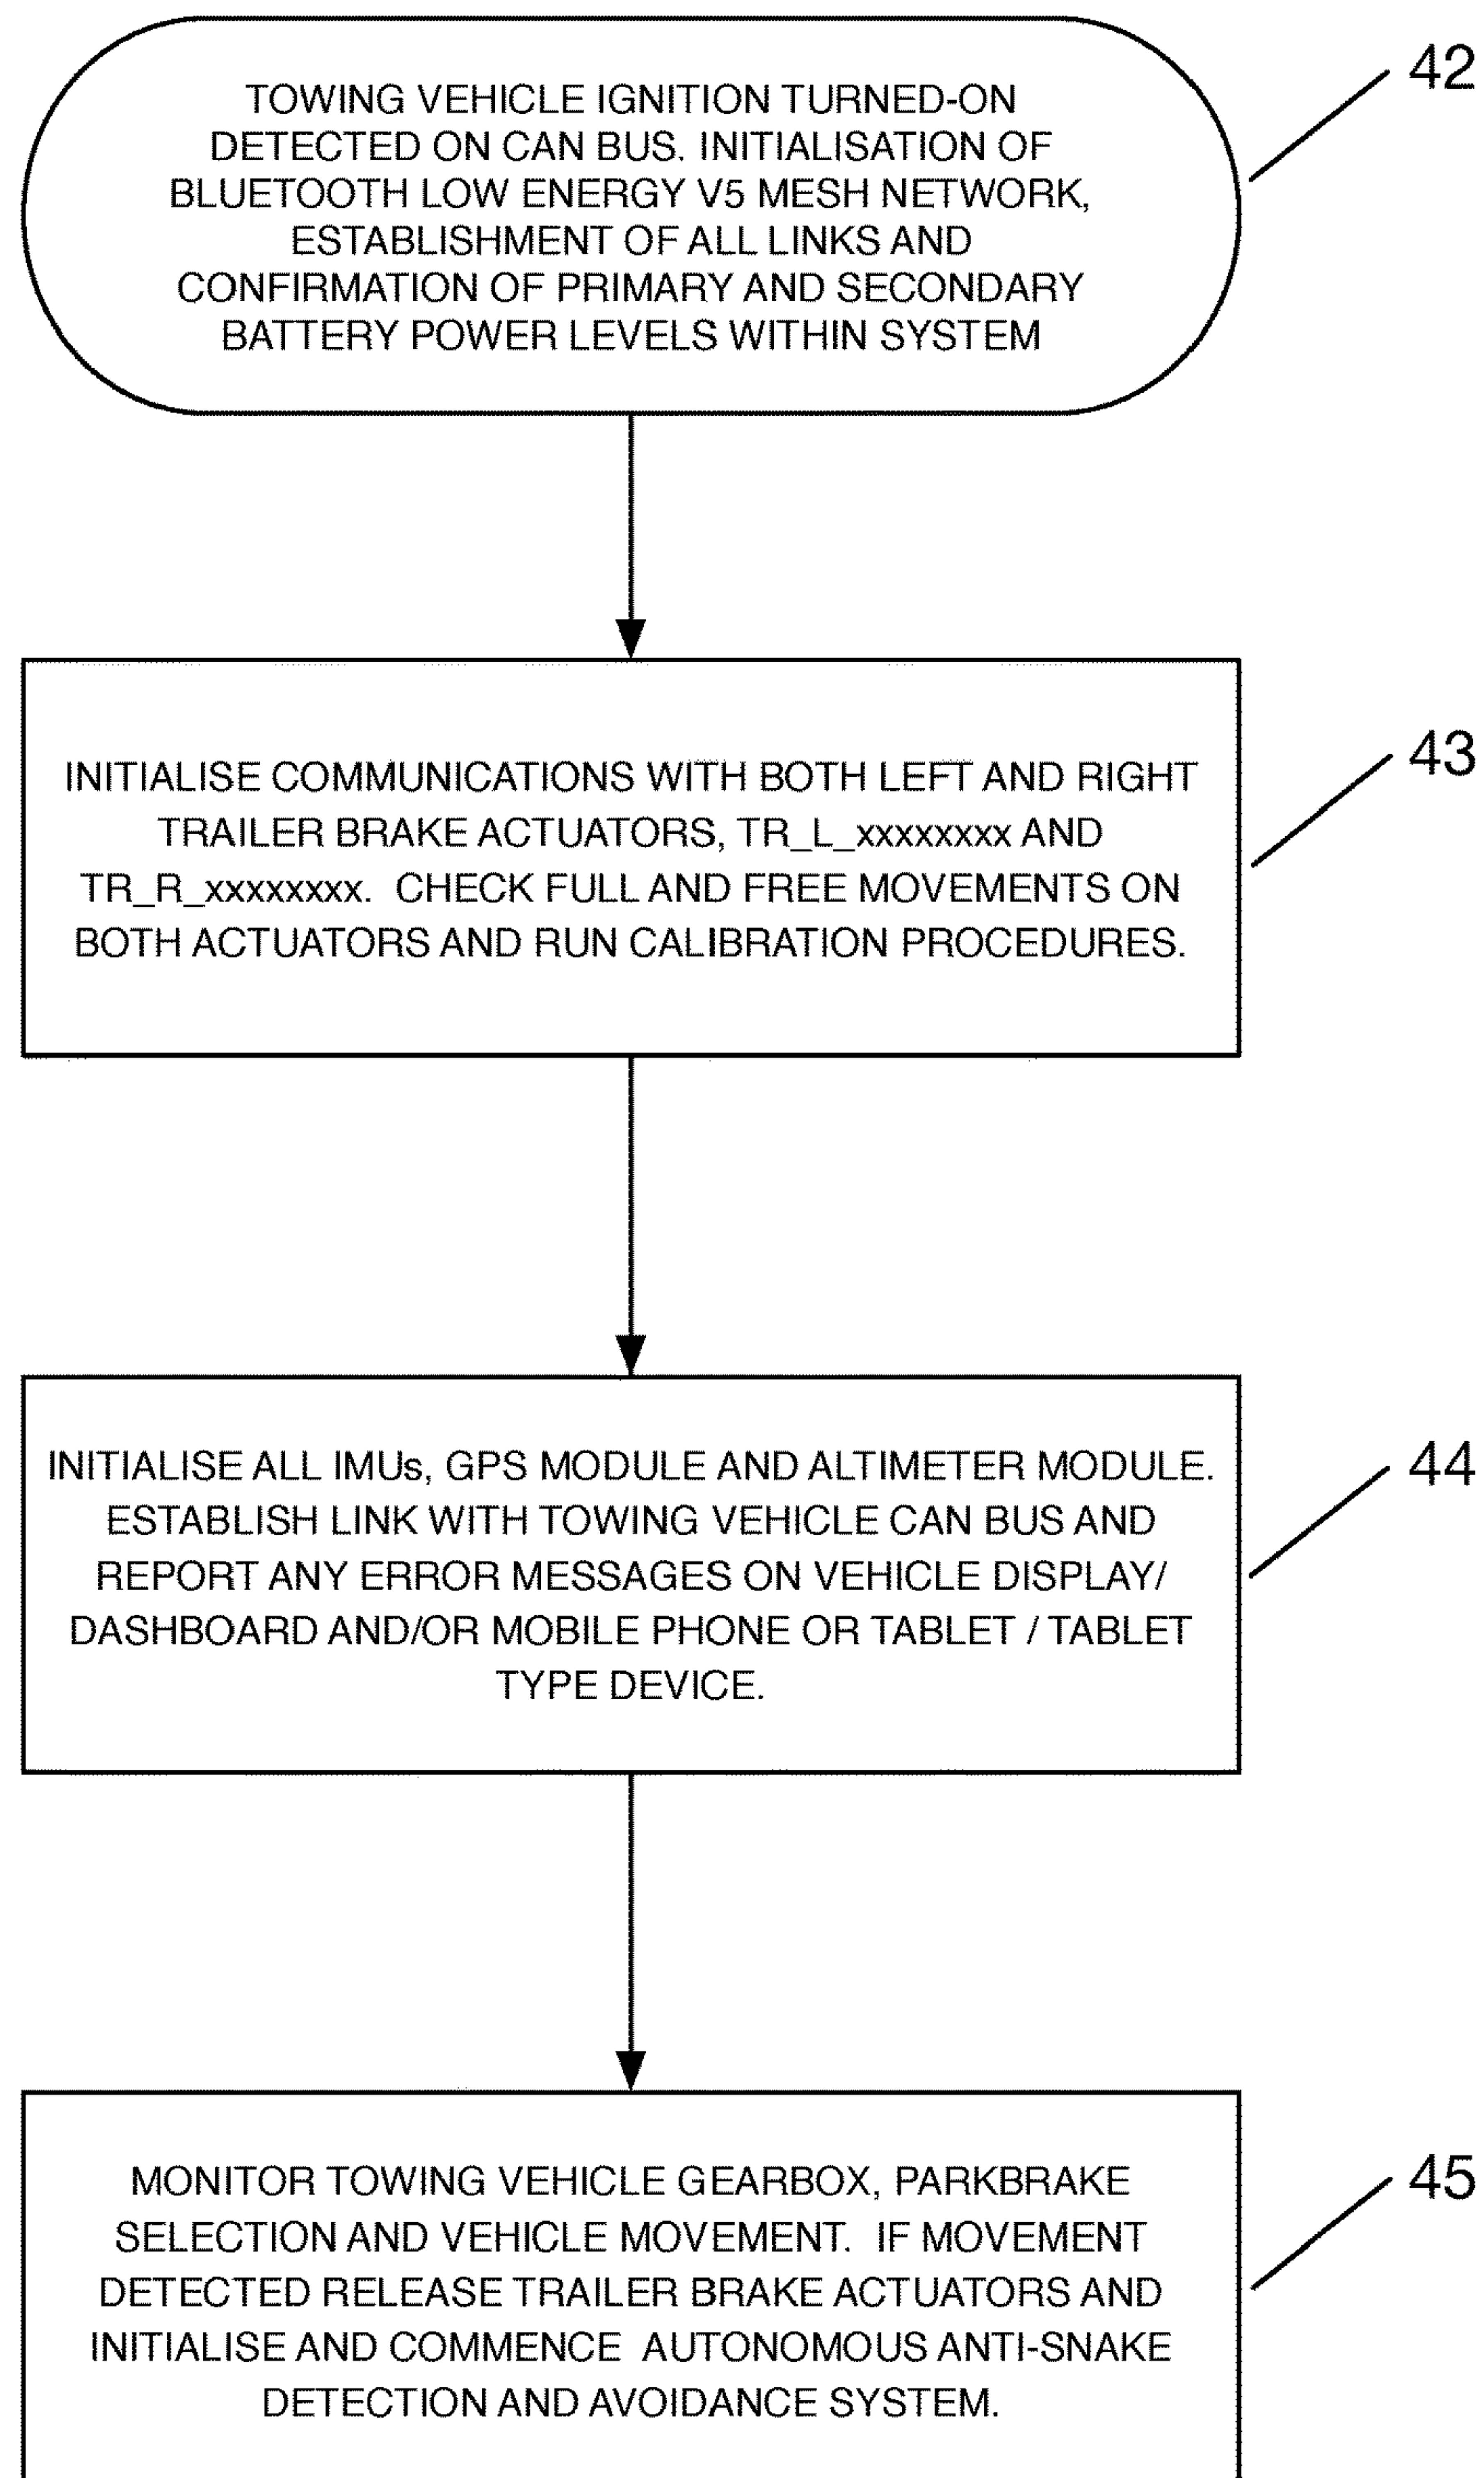 TOWING VEHICLE IGNITION TURNED-ON
DETECTED ON CAN BUS. INITIALISATION OF
BLUETOOTH LOW ENERGY V5 MESH NETWORK,
ESTABLISHMENT OF ALL LINKS AND
CONFIRMATION OF PRIMARY AND SECONDARY
BATTERY POWER LEVELS WITHIN SYSTEM
42
INITIALISE COMMUNICATIONS WITH BOTH LEFT AND RIGHT
TRAILER BRAKE ACTUATORS, TR_L_xxxxxxxx AND
TR_R_xxxxxxxx. CHECK FULL AND FREE MOVEMENTS ON
BOTH ACTUATORS AND RUN CALIBRATION PROCEDURES.
43
INITIALISE ALL IMUs, GPS MODULE AND ALTIMETER MODULE.
ESTABLISH LINK WITH TOWING VEHICLE CAN BUS AND
REPORT ANY ERROR MESSAGES ON VEHICLE DISPLAY/
DASHBOARD AND/OR MOBILE PHONE OR TABLET / TABLET
TYPE DEVICE.
44
MONITOR TOWING VEHICLE GEARBOX, PARKBRAKE
SELECTION AND VEHICLE MOVEMENT. IF MOVEMENT
DETECTED RELEASE TRAILER BRAKE ACTUATORS AND
INITIALISE AND COMMENCE AUTONOMOUS ANTI-SNAKE
DETECTION AND AVOIDANCE SYSTEM.
45